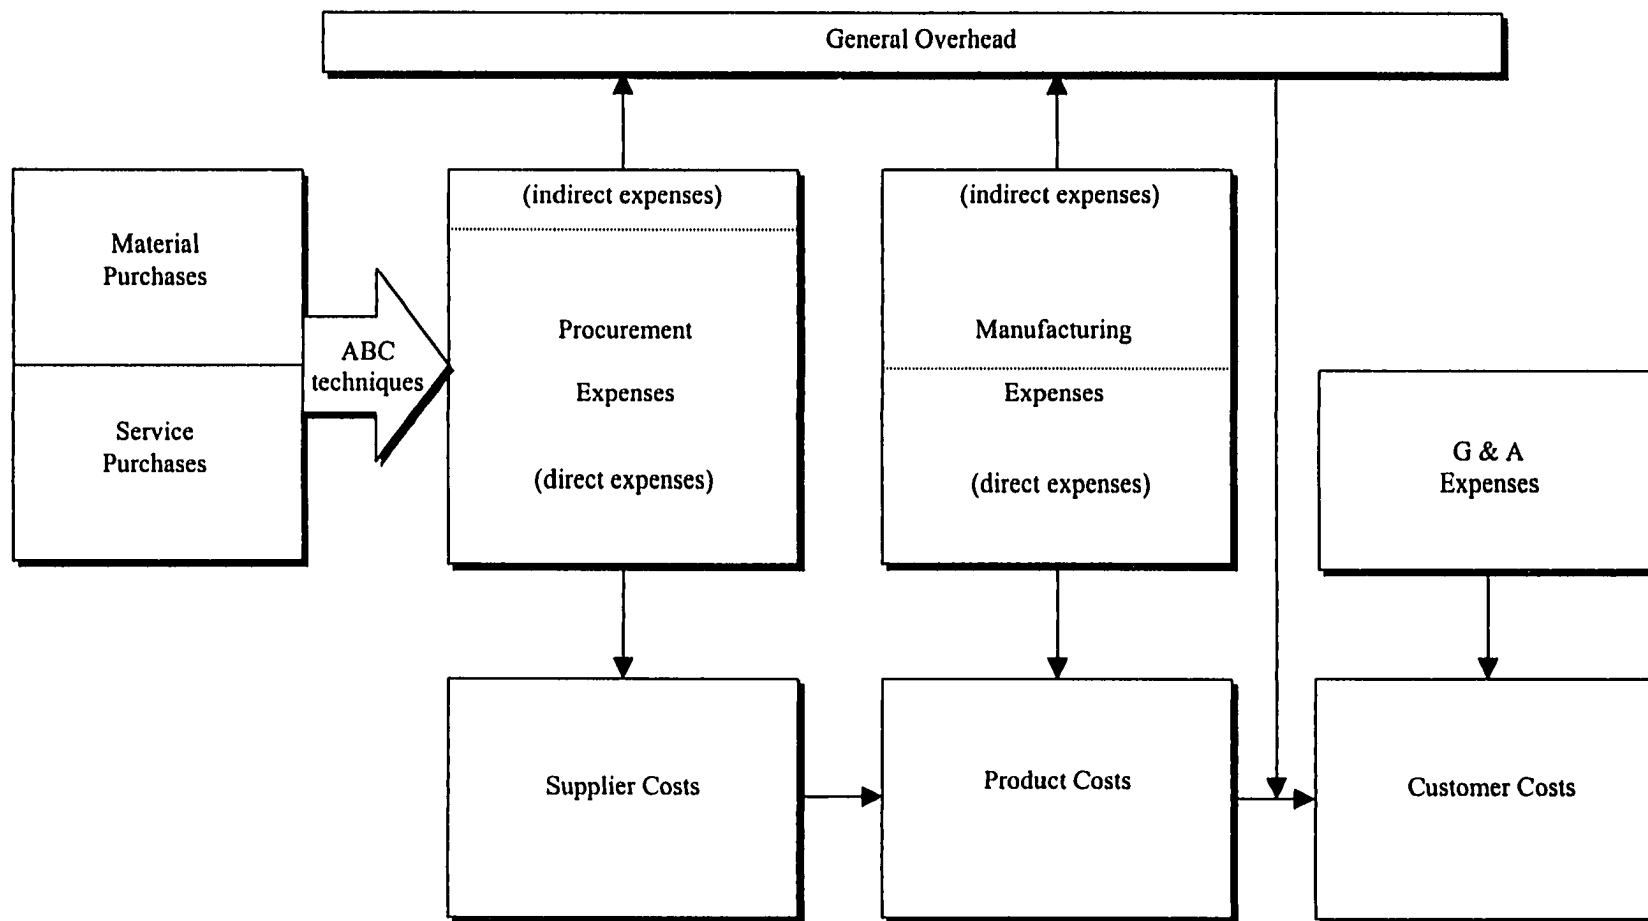 General Overhead
Material
Purchases
Service
Purchases
ABC
techniques
(indirect expenses)
Procurement
Expenses
(direct expenses)
(indirect expenses)
Manufacturing
Expenses
(direct expenses)
G & A
Expenses
Supplier Costs
Product Costs
Customer Costs